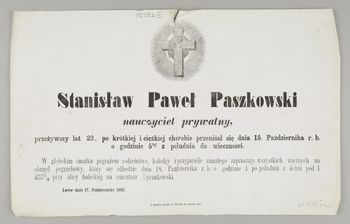 Stanisław Paweł Paszkowski
nauczyciel prywatny,
przeżywszy lat 23, po krótkiej i ciężkiej chorobie przeniósł się dnia 15. Października r. b.
o godzinie 5tej z południa do wieczności.
W głębokim smutku pogrążeni rodzeństwo, koledzy i przyjaciele zmarłego zapraszają wszystkich wiernych na
obrzęd pogrzebowy, który się odbędzie dnia 18. Października r. b. o godzinie 4 po południu z domu pod l.
przy ulicy halickiej na cmentarz Łyczakowski.
Lwów dnia 17. Października